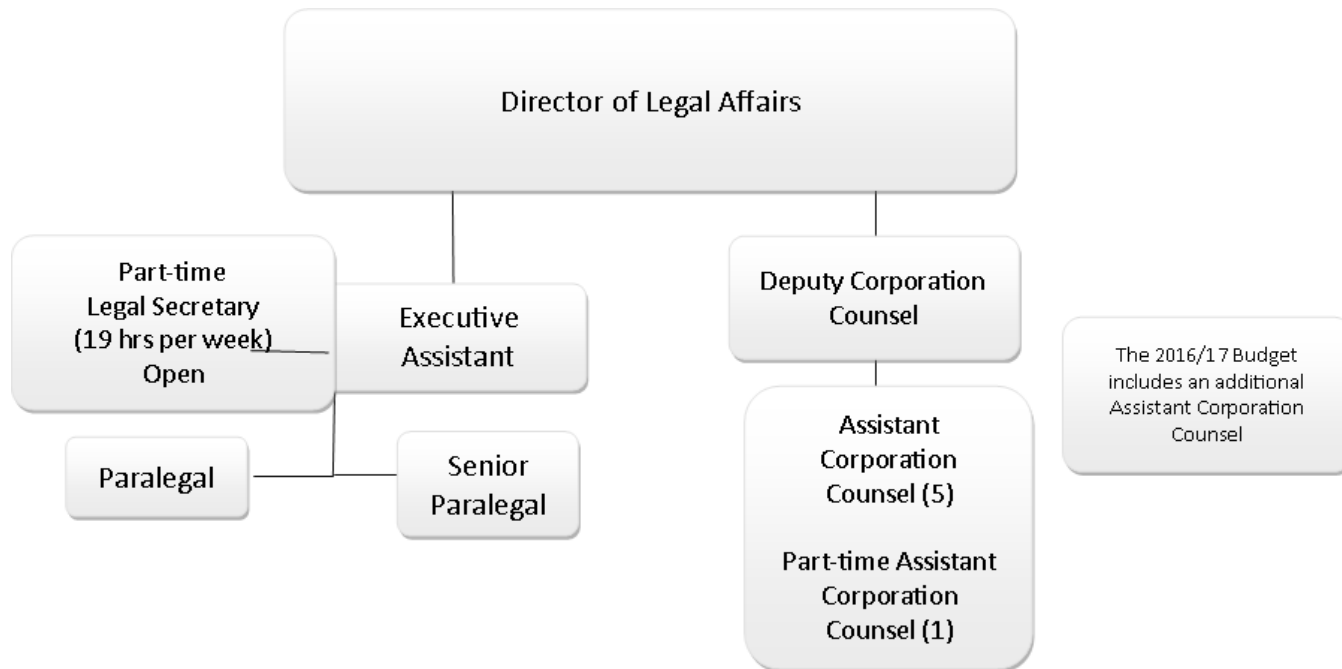 Director of Legal Affairs
Part-time
Legal Secretary
(19 hrs per week)
Open
Executive
Assistant
Deputy Corporation
Counsel
The 2016/17 Budget
includes an additional
Assistant Corporation
Counsel
Paralegal
Senior
Paralegal
Assistant
Corporation
Counsel (5)
Part-time Assistant
Corporation
Counsel (1)